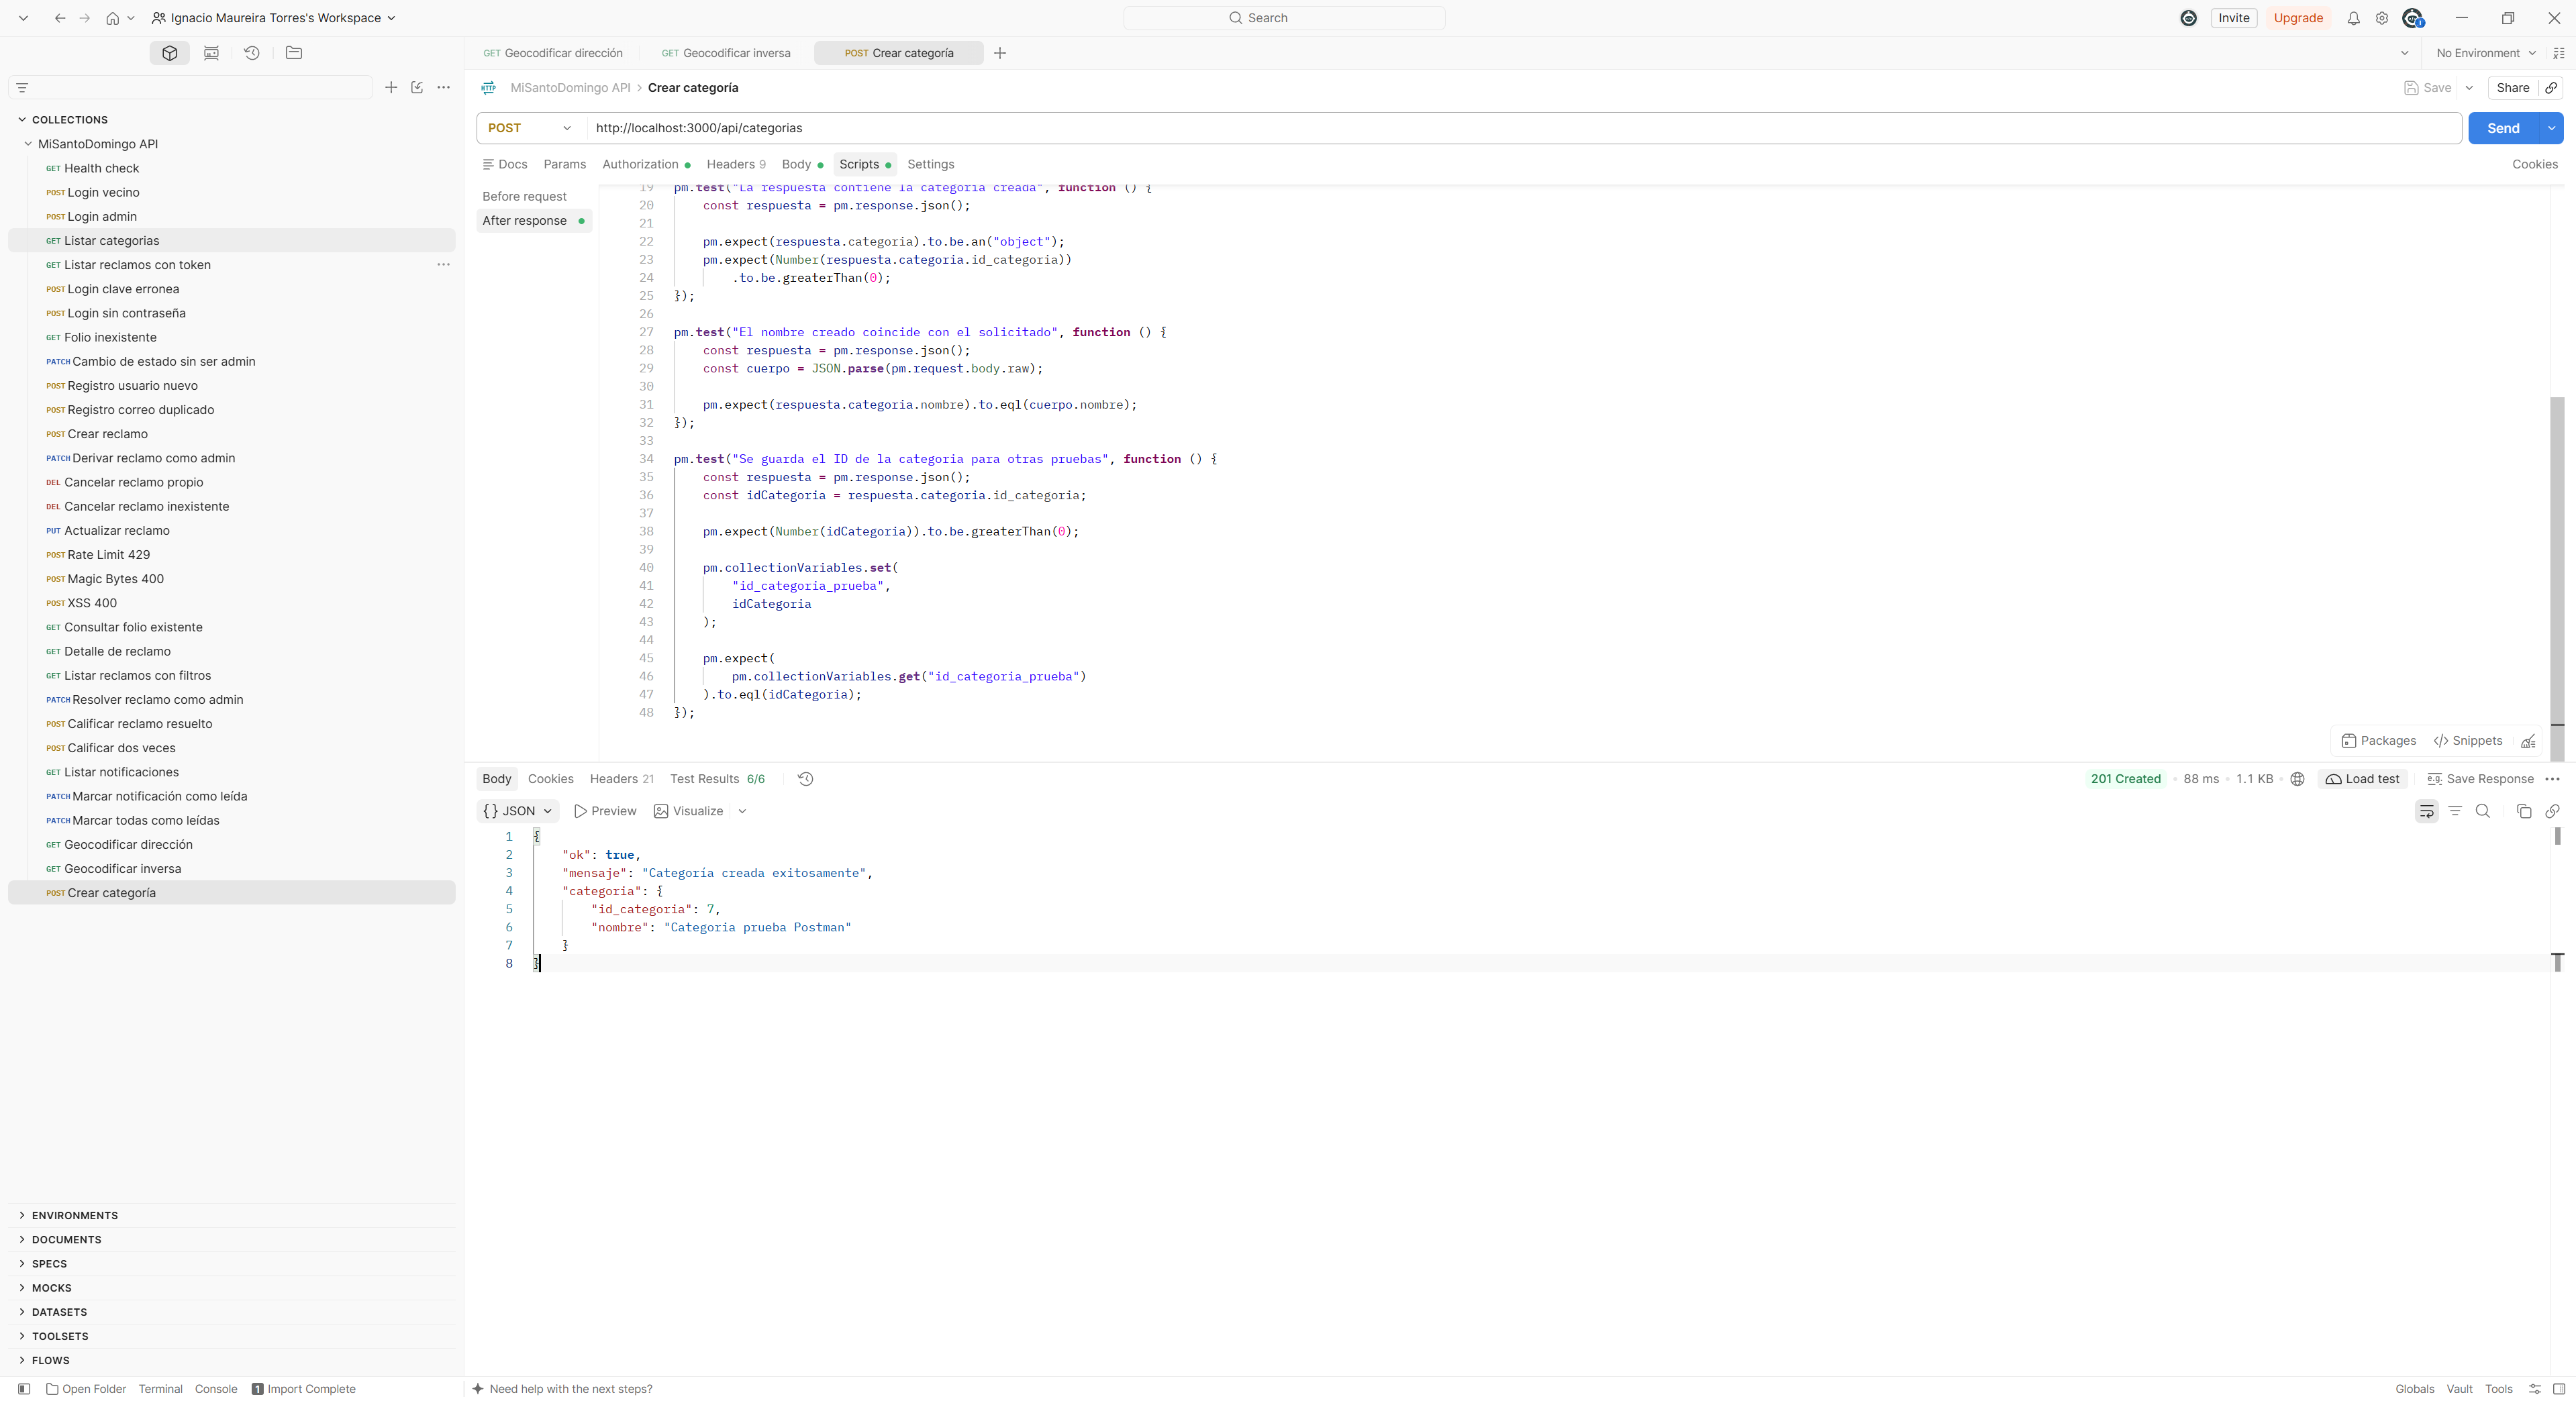 Ignacio Maureira Torres's Workspace
Search
Invite
Upgrade
GET Geocodificar dirección
GET Geocodificar inversa
POST Crear categoría
No Environment
COLLECTIONS
MiSantoDomingo API
GET Health check
POST Login vecino
POST Login admin
GET Listar categorias
GET Listar reclamos con token
POST Login clave erronea
POST Login sin contraseña
GET Folio inexistente
PATCH Cambio de estado sin ser admin
POST Registro usuario nuevo
POST Registro correo duplicado
POST Crear reclamo
PATCH Derivar reclamo como admin
DEL Cancelar reclamo propio
DEL Cancelar reclamo inexistente
PUT Actualizar reclamo
POST Rate Limit 429
POST Magic Bytes 400
POST XSS 400
GET Consultar folio existente
GET Detalle de reclamo
GET Listar reclamos con filtros
PATCH Resolver reclamo como admin
POST Calificar reclamo resuelto
POST Calificar dos veces
GET Listar notificaciones
PATCH Marcar notificación como leída
PATCH Marcar todas como leídas
GET Geocodificar dirección
GET Geocodificar inversa
POST Crear categoría
ENVIRONMENTS
DOCUMENTS
SPECS
MOCKS
DATASETS
TOOLSETS
FLOWS
HTTP MiSantoDomingo API > Crear categoría
Save
Share
POST http://localhost:3000/api/categorias
Send
Docs Params Authorization Headers 9 Body Scripts Settings
Cookies
Before request
After response
19 pm.test("La respuesta contiene la categoria creada", function () {
20 const respuesta = pm.response.json();
21
22 pm.expect(respuesta.categoria).to.be.an("object");
23 pm.expect(Number(respuesta.categoria.id_categoria))
24 .to.be.greaterThan(0);
25 });
26
27 pm.test("El nombre creado coincide con el solicitado", function () {
28 const respuesta = pm.response.json();
29 const cuerpo = JSON.parse(pm.request.body.raw);
30
31 pm.expect(respuesta.categoria.nombre).to.eql(cuerpo.nombre);
32 });
33
34 pm.test("Se guarda el ID de la categoria para otras pruebas", function () {
35 const respuesta = pm.response.json();
36 const idCategoria = respuesta.categoria.id_categoria;
37
38 pm.expect(Number(idCategoria)).to.be.greaterThan(0);
39
40 pm.collectionVariables.set(
41 "id_categoria_prueba",
42 idCategoria
43 );
44
45 pm.expect(
46 pm.collectionVariables.get("id_categoria_prueba")
47 ).to.eql(idCategoria);
48 });
Packages
Snippets
Body Cookies Headers 21 Test Results 6/6
201 Created • 88 ms • 1.1 KB
Load test
e.g. Save Response
{} JSON
Preview
Visualize
1 {
2 "ok": true,
3 "mensaje": "Categoría creada exitosamente",
4 "categoria": {
5 "id_categoria": 7,
6 "nombre": "Categoria prueba Postman"
7 }
8 }
Open Folder Terminal Console 1 Import Complete
Need help with the next steps?
Globals Vault Tools